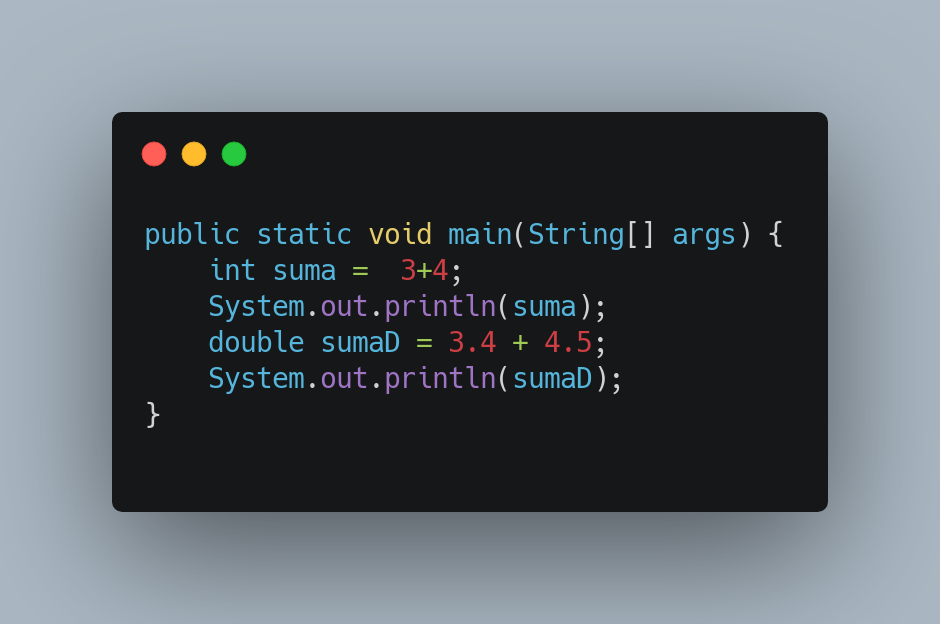 public static void main(String[] args) {
    int suma =  3+4;
    System.out.println(suma);
    double sumaD = 3.4 + 4.5;
    System.out.println(sumaD);
}